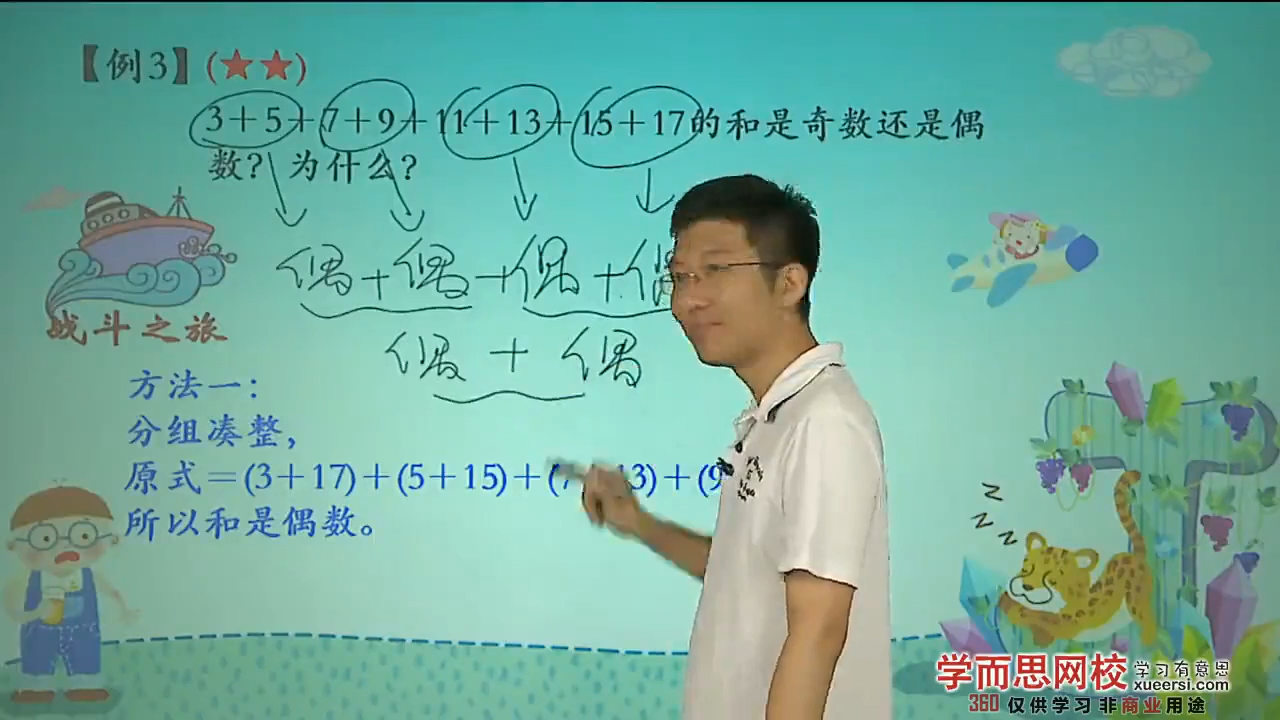 【例3】(★★)
3+5+7+9+11+13+15+17的和是奇数还是偶
数?为什么?
偶+偶+偶+偶
偶+偶
战斗之旅
方法一:
分组凑整,
原式=(3+17)+(5+15)+(7 13)+(9
所以和是偶数。
z
z
z
学而思网校 学习有意思
xueersi.com
360 仅供学习 非商业用途